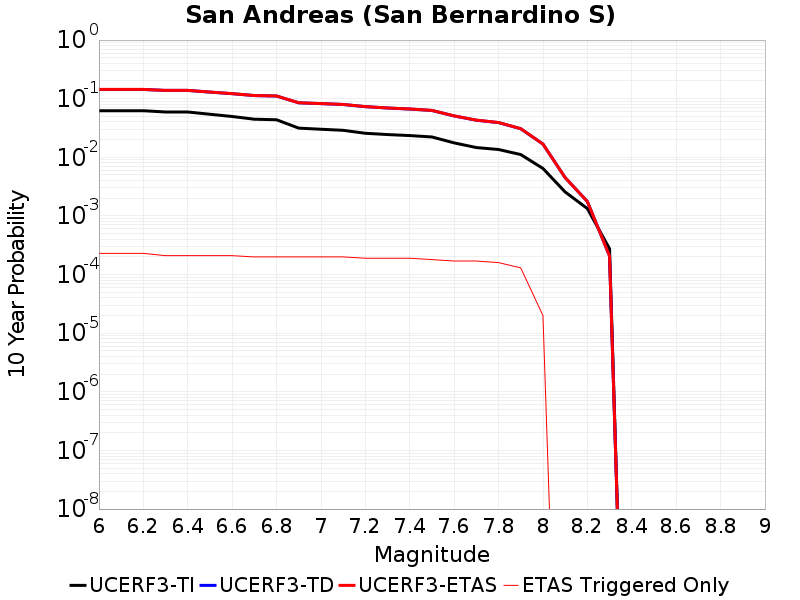 San Andreas (San Bernardino S)
10 Year Probability
10^0
10^-1
10^-2
10^-3
10^-4
10^-5
10^-6
10^-7
10^-8
6 6.2 6.4 6.6 6.8 7 7.2 7.4 7.6 7.8 8 8.2 8.4 8.6 8.8 9
Magnitude
UCERF3-TI UCERF3-TD UCERF3-ETAS ETAS Triggered Only